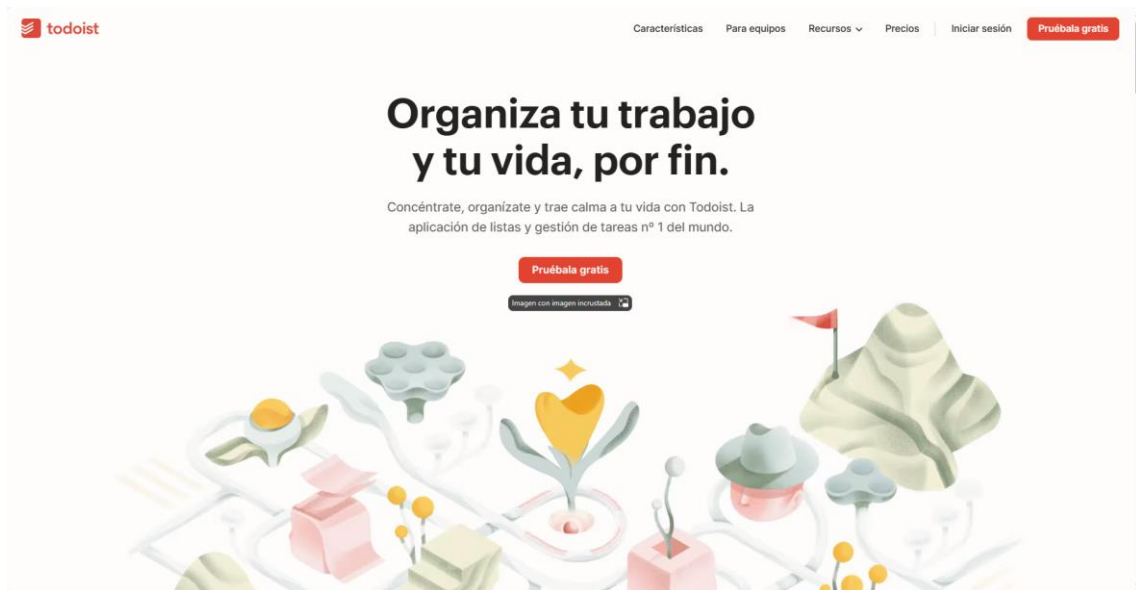 todoist
Características Para equipos Recursos Precios Iniciar sesión Pruébala gratis
Organiza tu trabajo
y tu vida, por fin.
Concéntrate, organízate y trae calma a tu vida con Todoist. La
aplicación de listas y gestión de tareas nº 1 del mundo.
Pruébala gratis
Imagen con imagen incrustada